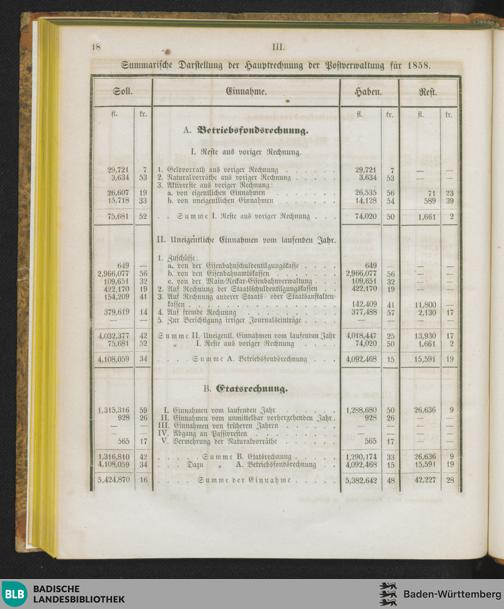 18 III.
Summarische Darstellung der Hauptrechnung der Postverwaltung für 1858.
Soll. Einnahme. Haben. Rest.
fl. kr. fl. kr. fl. kr.
A. Betriebsfondsrechnung.
I. Reste aus voriger Rechnung.
29,721 7 1. Geldvorrath aus voriger Rechnung 29,721 7 — —
3,634 53 2. Naturalvorräthe aus voriger Rechnung 3,634 53 — —
3. Aktivreste aus voriger Rechnung:
26,607 19 a. von eigentlichen Einnahmen 26,535 56 71 23
15,718 33 b. von uneigentlichen Einnahmen 14,128 54 589 39
75,681 52 Summe I. Reste aus voriger Rechnung 74,020 50 1,661 2
II. Uneigentliche Einnahmen vom laufenden Jahr.
1. Zuschüsse:
649 — a. von der Eisenbahnschuldentilgungskasse 649 —
2,966,077 56 b. von den Eisenbahnamtskassen 2,966,077 56 — —
109,651 32 c. von der Main-Neckar-Eisenbahnverwaltung 109,651 32 — —
422,170 19 2. Auf Rechnung der Staatsschuldentilgungskassen 422,170 19 — —
154,209 41 3. Auf Rechnung anderer Staats- oder Staatsanstalten-
kassen 142,409 41 11,800 —
379,619 14 4. Auf fremde Rechnung 377,488 57 2,130 17
— — 5. Zur Berichtigung irriger Journalseinträge — — — —
4,032,377 42 Summe II. Uneigentl. Einnahmen vom laufenden Jahr 4,018,447 25 13,930 17
75,681 52 „ I. Reste aus voriger Rechnung 74,020 50 1,661 2
4,108,059 34 Summe A. Betriebsfondsrechnung 4,092,468 15 15,591 19
B. Etatsrechnung.
1,315,316 59 I. Einnahmen vom laufenden Jahr 1,288,680 50 26,636 9
928 26 II. Einnahmen vom unmittelbar vorhergehenden Jahr 928 26 — —
— — III. Einnahmen von früheren Jahren — — — —
— — IV. Abgang an Passivresten — — — —
565 17 V. Vermehrung der Naturalvorräthe 565 17 — —
1,316,810 42 Summe B. Etatsrechnung 1,290,174 33 26,636 9
4,108,059 34 Dazu „ A. Betriebsfondsrechnung 4,092,468 15 15,591 19
5,424,870 16 Summe der Einnahme 5,382,642 48 42,227 28
BLB BADISCHE
LANDESBIBLIOTHEK
Baden-Württemberg